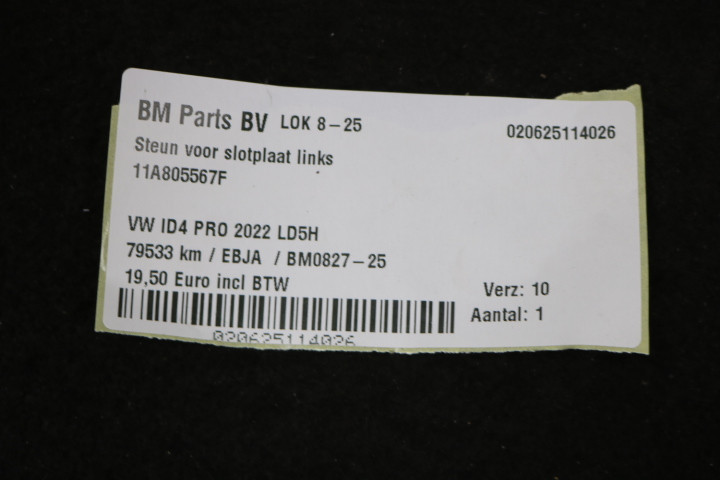 BM Parts BV LOK 8-25
020625114026
Steun voor slotplaat links
11A805567F
VW ID4 PRO 2022 LD5H
79533 km / EBJA / BM0827-25
19,50 Euro incl BTW
Verz: 10
Aantal: 1
020625114026